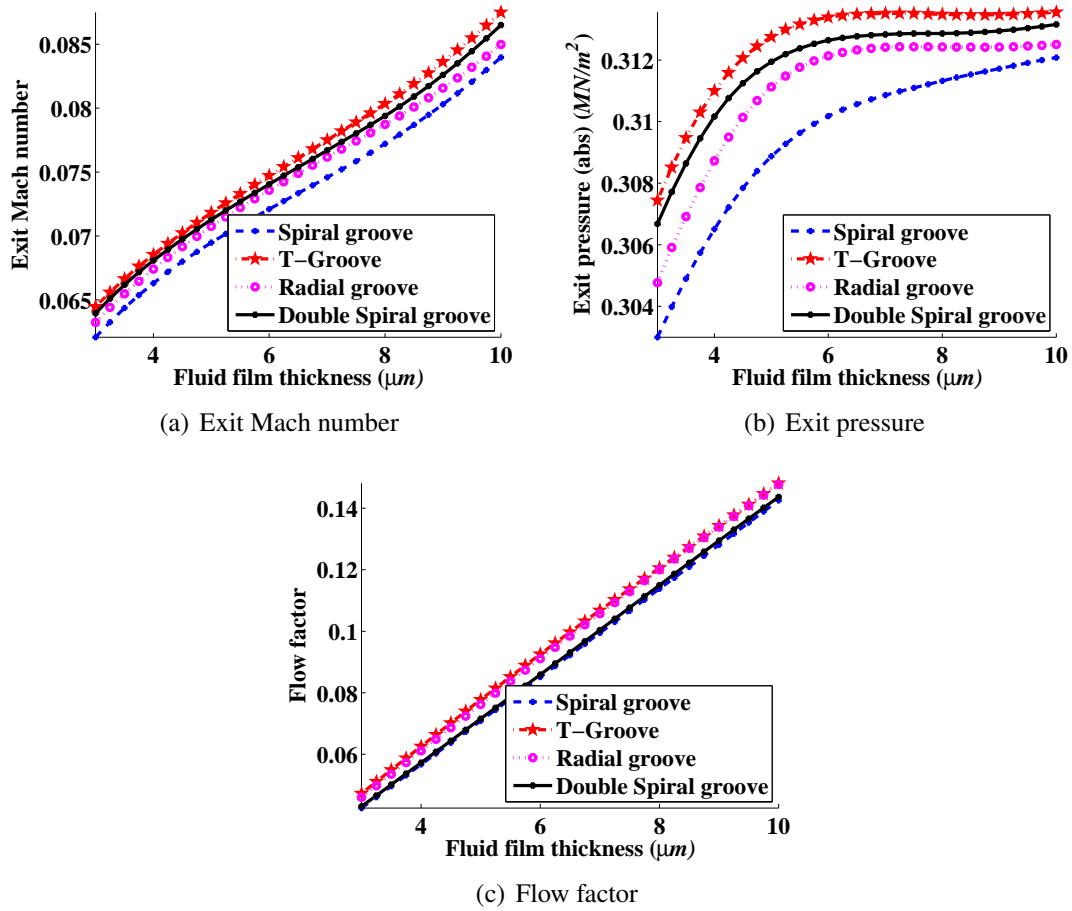 0.085
0.08
0.075
0.07
0.065
Exit Mach number
Spiral groove
T−Groove
Radial groove
Double Spiral groove
4 6 8 10
Fluid film thickness (μm)
(a) Exit Mach number
0.312
0.31
0.308
0.306
0.304
Exit pressure (abs) (MN/m²)
Spiral groove
T−Groove
Radial groove
Double Spiral groove
4 6 8 10
Fluid film thickness (μm)
(b) Exit pressure
0.14
0.12
0.1
0.08
0.06
Flow factor
Spiral groove
T−Groove
Radial groove
Double Spiral groove
4 6 8 10
Fluid film thickness (μm)
(c) Flow factor